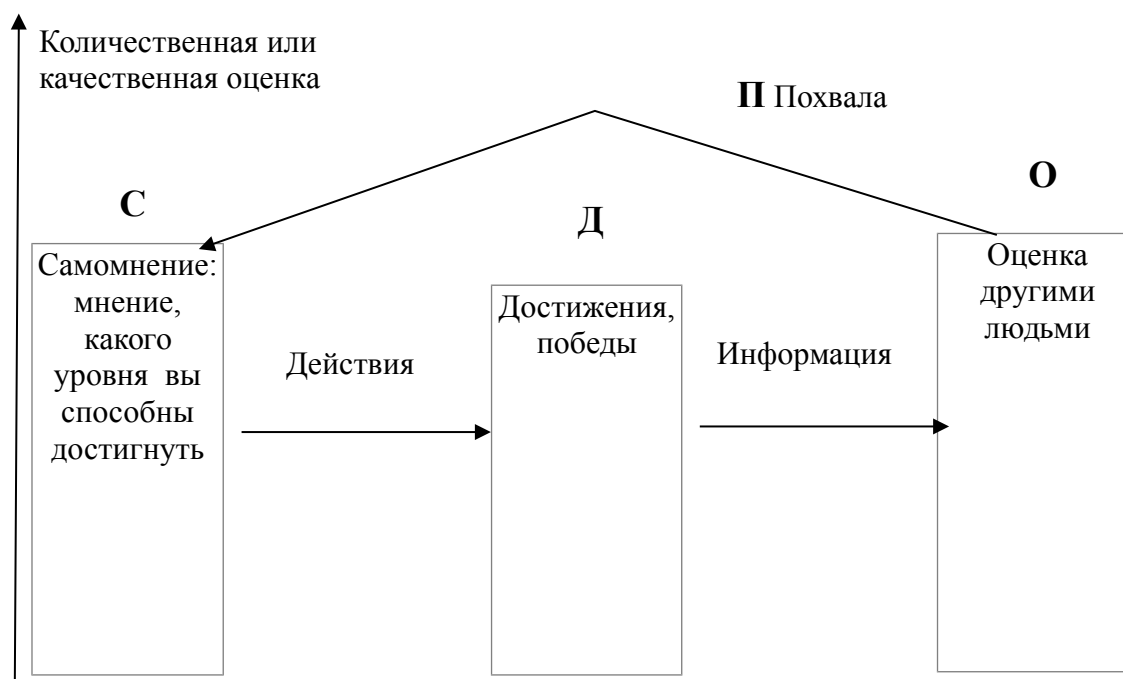 Количественная или
качественная оценка
П Похвала
С
Д
О
Самомнение:
мнение,
какого
уровня вы
способны
достигнуть
Действия
Достижения,
победы
Информация
Оценка
другими
людьми